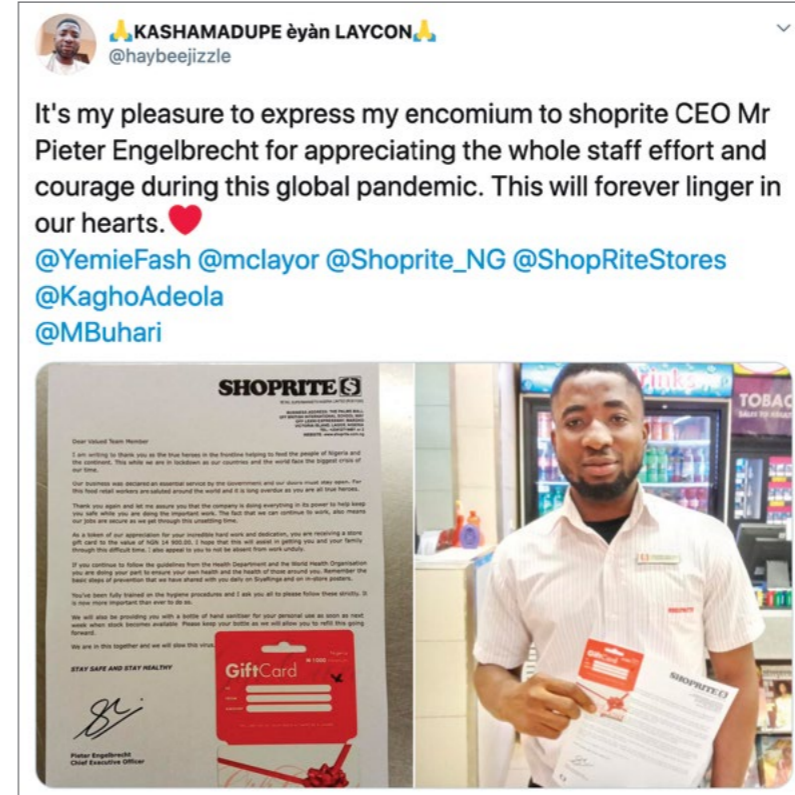 🙏KASHAMADUPE èyàn LAYCON🙏
@haybeejizzle
It's my pleasure to express my encomium to shoprite CEO Mr
Pieter Engelbrecht for appreciating the whole staff effort and
courage during this global pandemic. This will forever linger in
our hearts.❤️
@YemieFash @mclayor @Shoprite_NG @ShopRiteStores
@KaghoAdeola
@MBuhari
SHOPRITE S
Dear Valued Team Member
I am writing to thank you as the true heroes in the frontline helping to feed the people of Nigeria and
the continent. This while we are in lockdown as our countries and the world face the biggest crisis of
our time.
Our business was declared an essential service by the Government and our doors must stay open. For
this food retail workers are saluted around the world and it is long overdue as you are all true heroes.
Thank you again and let me assure you that the company is doing everything in its power to help keep
you safe while you are doing the important work. The fact that we can continue to work, also means
our jobs are secure as we get through this unsettling time.
As a token of our appreciation for your incredible hard work and dedication, you are receiving a store
gift card to the value of NGN 14 900.00. I hope that this will assist in getting you and your family
through this difficult time. I also appeal to you to not be absent from work unduly.
If you continue to follow the guidelines from the Health Department and the World Health Organisation
you are doing your part to ensure your own health and the health of those around you. Remember the
basic steps of prevention that we have shared with you daily on SiyaRings and on in-store posters.
You've been fully trained on the hygiene procedures and I ask you all to please follow these strictly. It
is now more important than ever to do so.
We will also be providing you with a bottle of hand sanitiser for your personal use as soon as next
week when stock becomes available. Please keep your bottle as we will allow you to refill this going
forward.
We are in this together and we will slow this virus
STAY SAFE AND STAY HEALTHY
Pieter Engelbrecht
Chief Executive Officer
GiftCard
rinks
TOBAC
GiftCard
SHOPRITE S